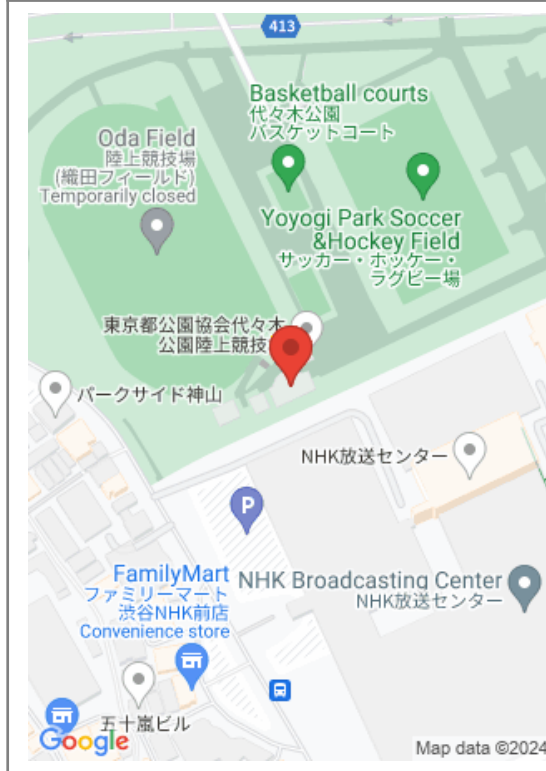 413
Basketball courts
代々木公園
バスケットコート
Oda Field
陸上競技場
(織田フィールド)
Temporarily closed
Yoyogi Park Soccer
&Hockey Field
サッカー・ホッケー・
ラグビー場
東京都公園協会代々木
公園陸上競技
パークサイド神山
NHK放送センター
P
FamilyMart
ファミリーマート
渋谷NHK前店
Convenience store
NHK Broadcasting Center
NHK放送センター
五十嵐ビル
Google
Map data ©2024